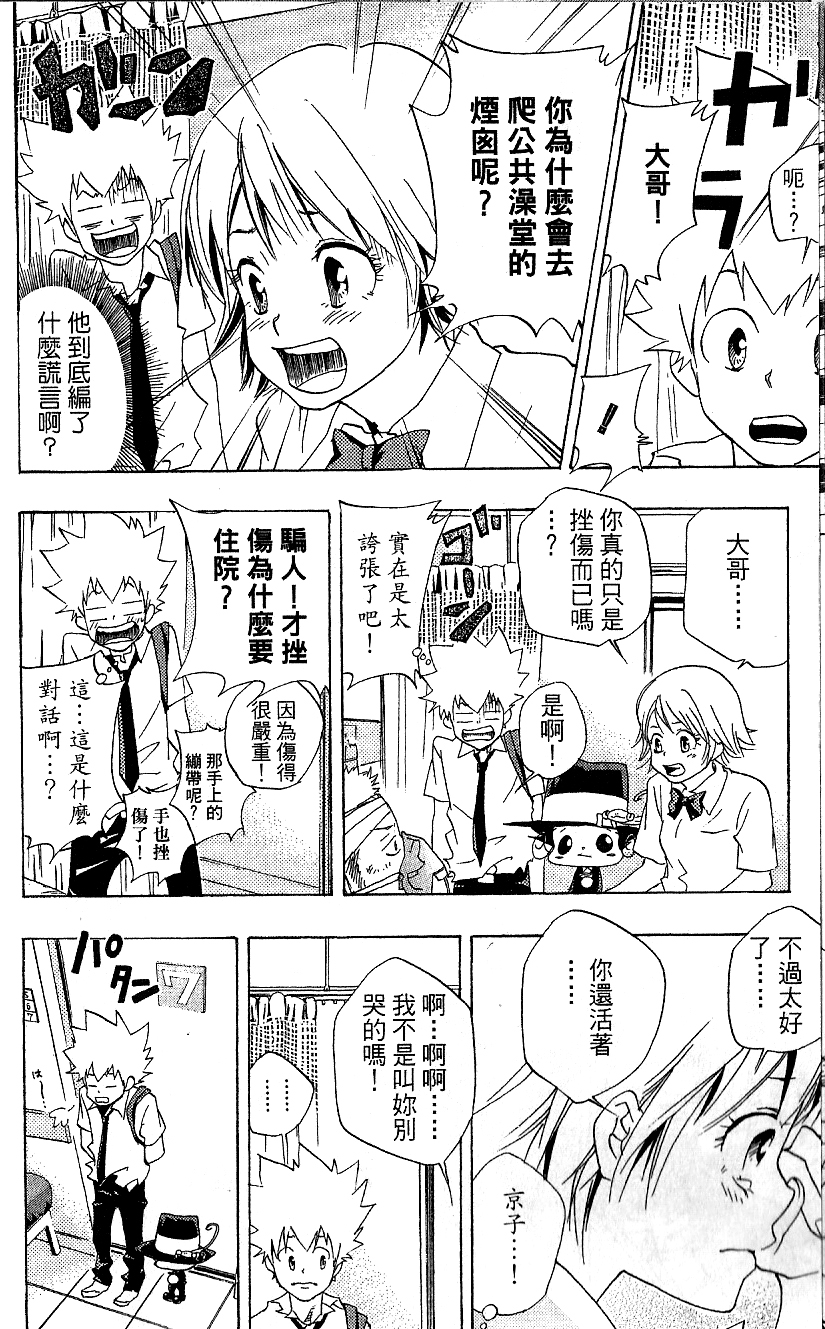 呃…?
ガラ
大哥!
!
你為什麼會去
爬公共澡堂的
煙囪呢?
ガーン
他到底編了
什麼謊言啊?
大哥……
你真的只是
挫傷而已嗎
…?
是啊!
ゴーン
實在是太
誇張了吧!
騙人!才挫
傷為什麼要
住院?
因為傷得
很嚴重!
那手上的
繃帶呢?
手也挫
傷了!
這…這是什麼
對話啊…?
不過太好
了……
你還活著
……
京子…!
啊…啊啊……
我不是叫妳別
哭的嗎!
…
パタン
ワ
は〜